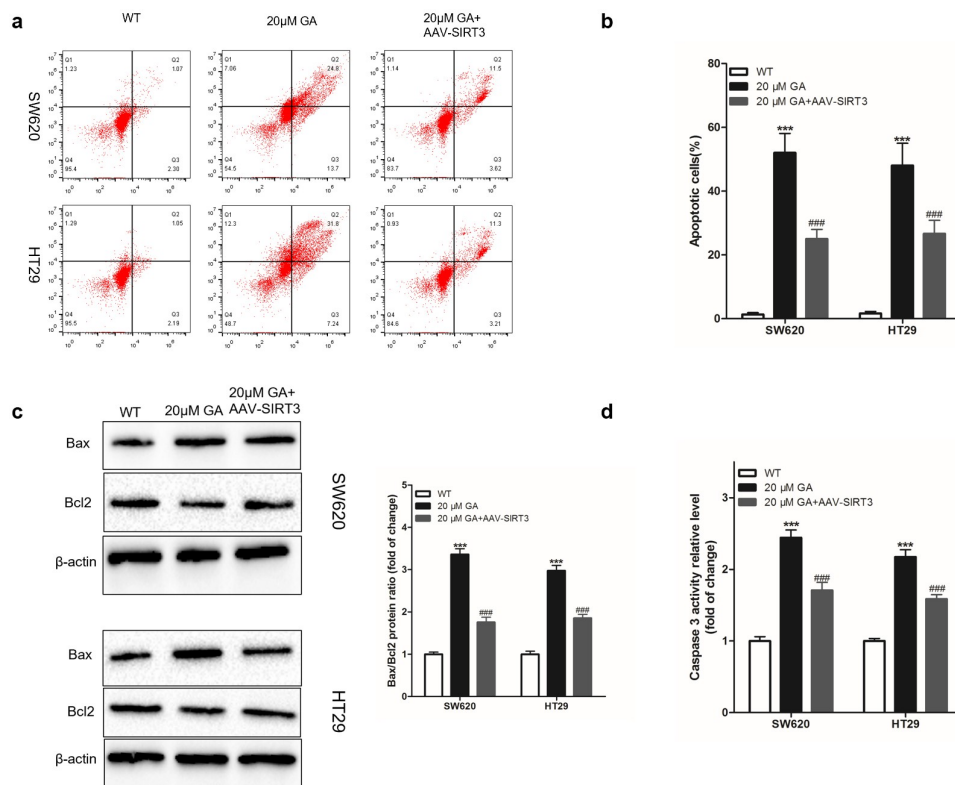 a
WT
20μM GA
20μM GA+
AAV-SIRT3
SW620
Q1
1.23
Q2
1.07
Q4
95.4
Q3
2.30
Q1
7.06
Q2
24.8
Q4
54.5
Q3
13.7
Q1
1.14
Q2
11.5
Q4
83.7
Q3
3.62
HT29
Q1
1.29
Q2
1.05
Q4
95.5
Q3
2.19
Q1
12.3
Q2
31.8
Q4
48.7
Q3
7.24
Q1
0.93
Q2
11.3
Q4
84.6
Q3
3.21
b
WT
20 μM GA
20 μM GA+AAV-SIRT3
Apoptotic cells(%)
80
60
40
20
0
***
###
***
###
SW620
HT29
c
WT
20μM GA
20μM GA+
AAV-SIRT3
Bax
Bcl2
β-actin
SW620
Bax
Bcl2
β-actin
HT29
WT
20 μM GA
20 μM GA+AAV-SIRT3
Bax/Bcl2 protein ratio (fold of change)
5
4
3
2
1
0
***
###
***
###
SW620
HT29
d
WT
20 μM GA
20 μM GA+AAV-SIRT3
Caspase 3 activity relative level
(fold of change)
3
2
1
0
***
###
***
###
SW620
HT29